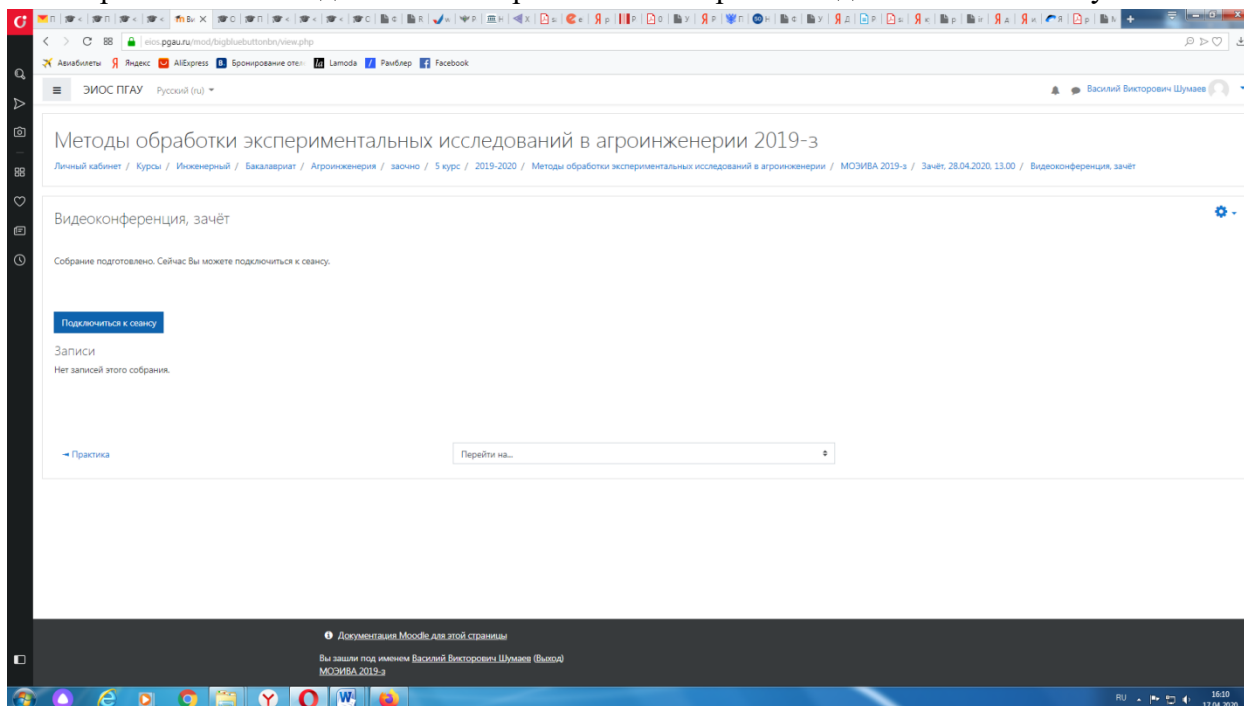 eios.pgau.ru/mod/bigbluebuttonbn/view.php
Авиабилеты Яндекс AliExpress Бронирование отел Lamoda Рамблер Facebook
ЭИОС ПГАУ Русский (ru)
Василий Викторович Шумаев
Методы обработки экспериментальных исследований в агроинженерии 2019-з
Личный кабинет / Курсы / Инженерный / Бакалавриат / Агроинженерия / заочно / 5 курс / 2019-2020 / Методы обработки экспериментальных исследований в агроинженерии / МОЭИВА 2019-з / Зачёт, 28.04.2020, 13.00 / Видеоконференция, зачёт
Видеоконференция, зачёт
Собрание подготовлено. Сейчас Вы можете подключиться к сеансу.
Подключиться к сеансу
Записи
Нет записей этого собрания.
◄ Практика
Перейти на...
Документация Moodle для этой страницы
Вы зашли под именем Василий Викторович Шумаев (Выход)
МОЭИВА 2019-з
RU
16:10
17.04.2020